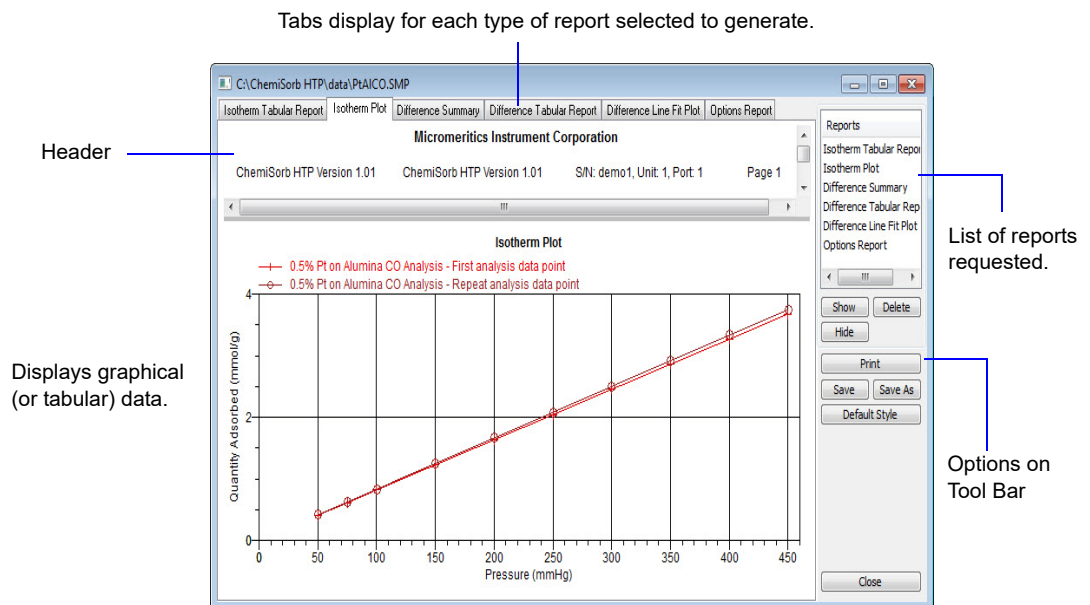 Tabs display for each type of report selected to generate.
C:\ChemiSorb HTP\data\PtAlCO.SMP
Isotherm Tabular Report Isotherm Plot Difference Summary Difference Tabular Report Difference Line Fit Plot Options Report
Header
Micromeritics Instrument Corporation
ChemiSorb HTP Version 1.01 ChemiSorb HTP Version 1.01 S/N: demo1, Unit: 1, Port: 1 Page 1
Isotherm Plot
0.5% Pt on Alumina CO Analysis - First analysis data point
0.5% Pt on Alumina CO Analysis - Repeat analysis data point
Displays graphical
(or tabular) data.
Quantity Adsorbed (mmol/g)
4
2
0
0 50 100 150 200 250 300 350 400 450
Pressure (mmHg)
Reports
Isotherm Tabular Repor
Isotherm Plot
Difference Summary
Difference Tabular Rep
Difference Line Fit Plot
Options Report
List of reports
requested.
Show Delete
Hide
Print
Save Save As
Default Style
Options on
Tool Bar
Close